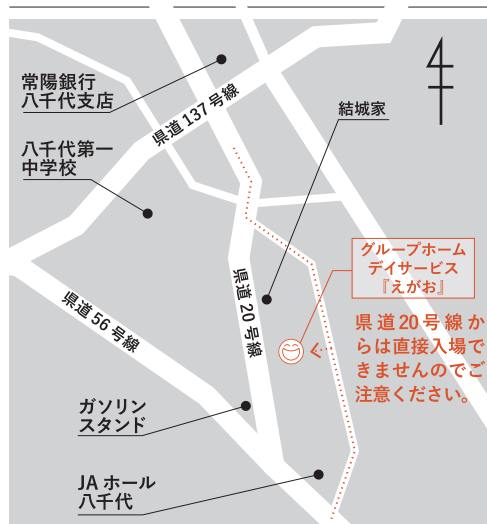 常陽銀行
八千代支店
県道137号線
結城家
八千代第一
中学校
グループホーム
デイサービス
『えがお』
県道20号線
県道56号線
県道20号線か
らは直接入場で
きませんのでご
注意ください。
ガソリン
スタンド
JAホール
八千代